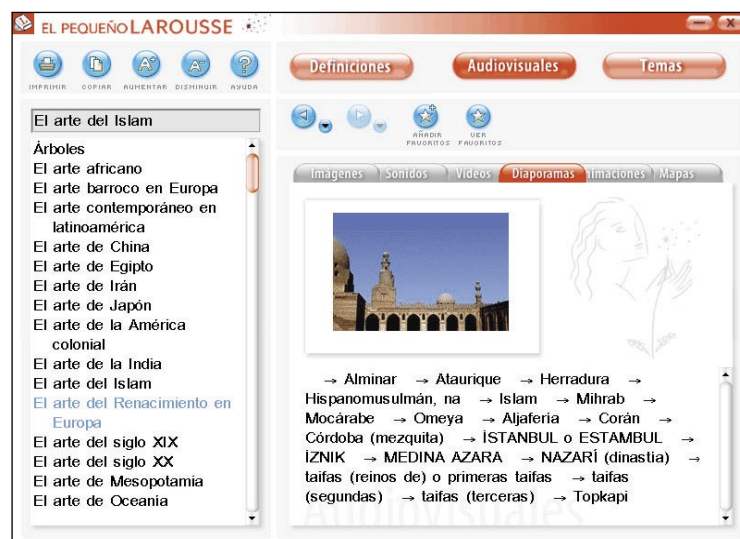 EL PEQUEÑO LAROUSSE
IMPRIMIR COPIAR AUMENTAR DISMINUIR AYUDA
Definiciones Audiovisuales Temas
El arte del Islam
AÑADIR FAVORITOS
VER FAVORITOS
Árboles
El arte africano
El arte barroco en Europa
El arte contemporáneo en
latinoamérica
El arte de China
El arte de Egipto
El arte de Irán
El arte de Japón
El arte de la América
colonial
El arte de la India
El arte del Islam
El arte del Renacimiento en
Europa
El arte del siglo XIX
El arte del siglo XX
El arte de Mesopotamia
El arte de Oceanía
Imágenes Sonidos Vídeos Diaporamas nimaciones Mapas
→ Alminar → Ataurique → Herradura →
Hispanomusulmán, na → Islam → Mihrab →
Mocárabe → Omeya → Aljafería → Corán →
Córdoba (mezquita) → İSTANBUL o ESTAMBUL →
İZNIK → MEDINA AZARA → NAZARÍ (dinastía) →
taifas (reinos de) o primeras taifas → taifas
(segundas) → taifas (terceras) → Topkapi
Audiovisuales